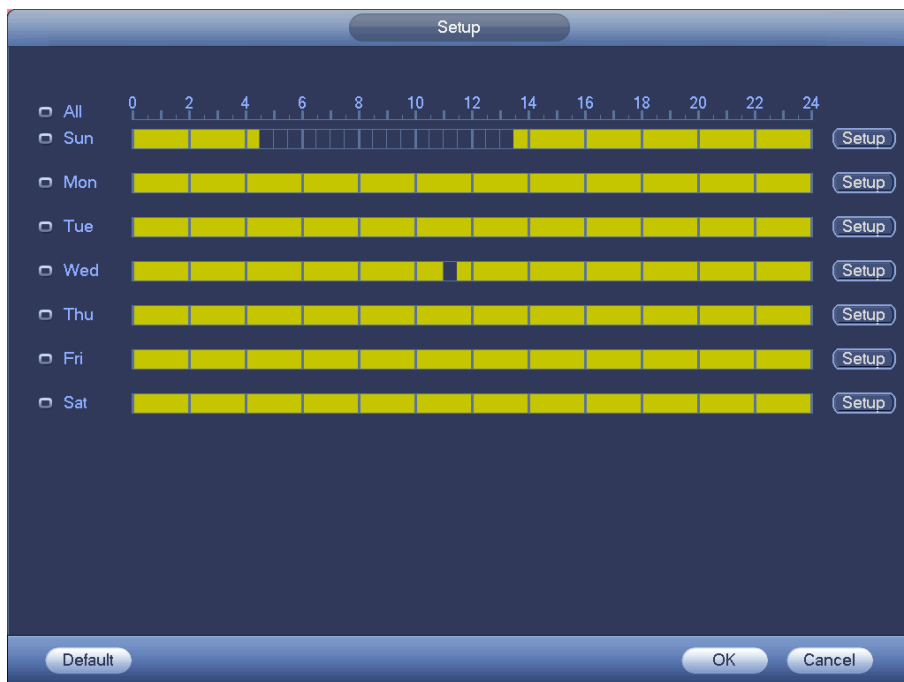 Setup
0 2 4 6 8 10 12 14 16 18 20 22 24
All
Sun Setup
Mon Setup
Tue Setup
Wed Setup
Thu Setup
Fri Setup
Sat Setup
Default OK Cancel